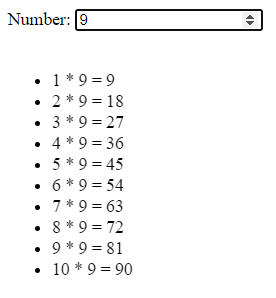 Number: 9
1 * 9 = 9
2 * 9 = 18
3 * 9 = 27
4 * 9 = 36
5 * 9 = 45
6 * 9 = 54
7 * 9 = 63
8 * 9 = 72
9 * 9 = 81
10 * 9 = 90